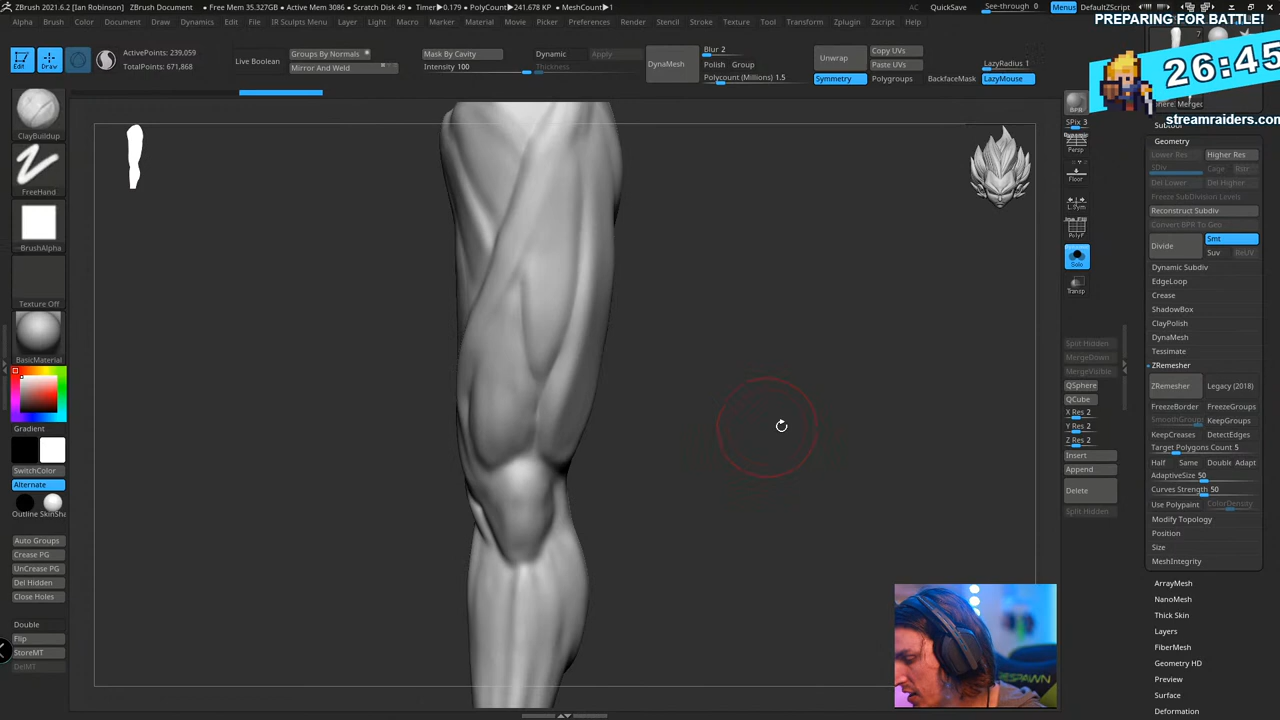 ZBrush 2021.6.2 [Ian Robinson]  ZBrush Document  • Free Mem 35.327GB • Active Mem 3086 • Scratch Disk 49 • Timer▸0.179 • PolyCount▸241.678 KP • MeshCount▸1
AC QuickSave See-through 0 Menus DefaultZScript
Alpha Brush Color Document Draw Dynamics Edit File IR Sculpts Menu Layer Light Macro Marker Material Movie Picker Preferences Render Stencil Stroke Texture Tool Transform Zplugin Zscript Help
PREPARING FOR BATTLE!
26:45
streamraiders.com
Edit
Draw
ActivePoints: 239,059
TotalPoints: 671,868
Live Boolean
Groups By Normals
Mirror And Weld
Mask By Cavity
Intensity 100
Dynamic
Apply
Thickness
DynaMesh
Blur 2
Polish Group
Polycount (Millions) 1.5
Unwrap
Symmetry
Copy UVs
Paste UVs
Polygroups
BackfaceMask
LazyRadius 1
LazyMouse
ClayBuildup
FreeHand
BrushAlpha
Texture Off
BasicMaterial
Gradient
SwitchColor
Alternate
Outline SkinSha
Auto Groups
Crease PG
UnCrease PG
Del Hidden
Close Holes
Double
Flip
StoreMT
DelMT
BPR
SPix 3
Dynamic
Persp
Floor
PolyF
Solo
Transp
Split Hidden
MergeDown
MergeVisible
QSphere
QCube
X Res 2
Y Res 2
Z Res 2
Insert
Append
Delete
Split Hidden
7
Subtool
Geometry
Lower Res Higher Res
SDiv Cage Rstr
Del Lower Del Higher
Freeze SubDivision Levels
Reconstruct Subdiv
Convert BPR To Geo
Divide Smt
Suv ReUV
Dynamic Subdiv
EdgeLoop
Crease
ShadowBox
ClayPolish
DynaMesh
Tessimate
ZRemesher
ZRemesher Legacy (2018)
FreezeBorder FreezeGroups
SmoothGroups KeepGroups
KeepCreases DetectEdges
Target Polygons Count 5
Half Same Double Adapt
AdaptiveSize 50
Curves Strength 50
Use Polypaint ColorDensity
Modify Topology
Position
Size
MeshIntegrity
ArrayMesh
NanoMesh
Thick Skin
Layers
FiberMesh
Geometry HD
Preview
Surface
Deformation